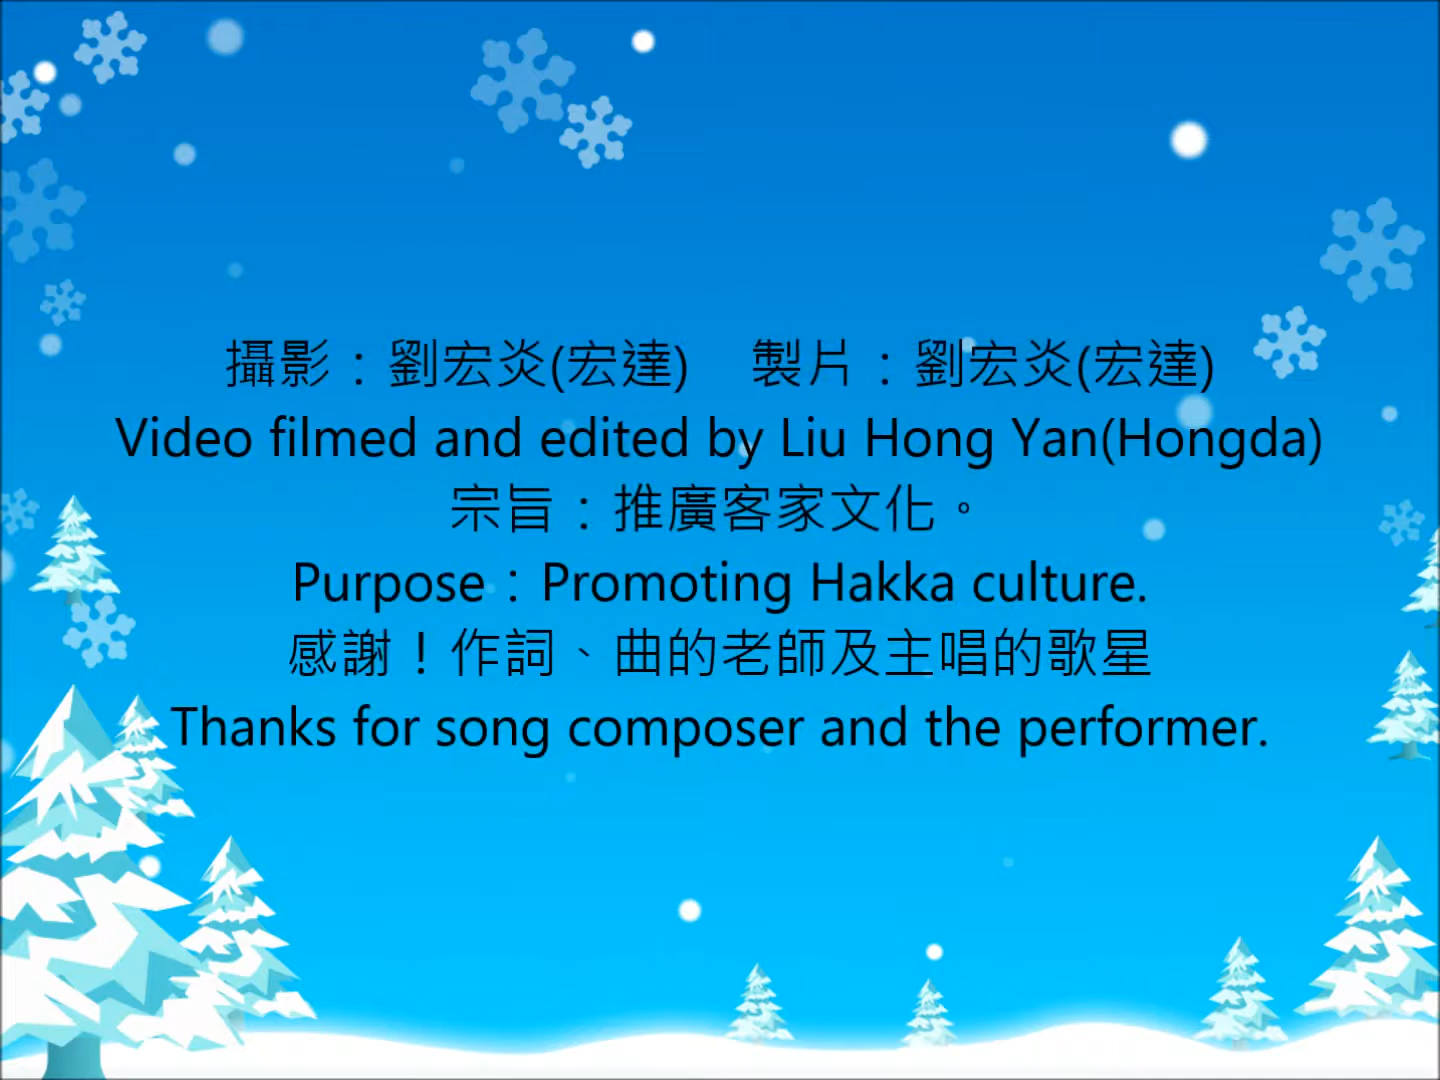 攝影：劉宏炎(宏達)　製片：劉宏炎(宏達)
Video filmed and edited by Liu Hong Yan(Hongda)
宗旨：推廣客家文化。
Purpose：Promoting Hakka culture.
感謝！作詞、曲的老師及主唱的歌星
Thanks for song composer and the performer.